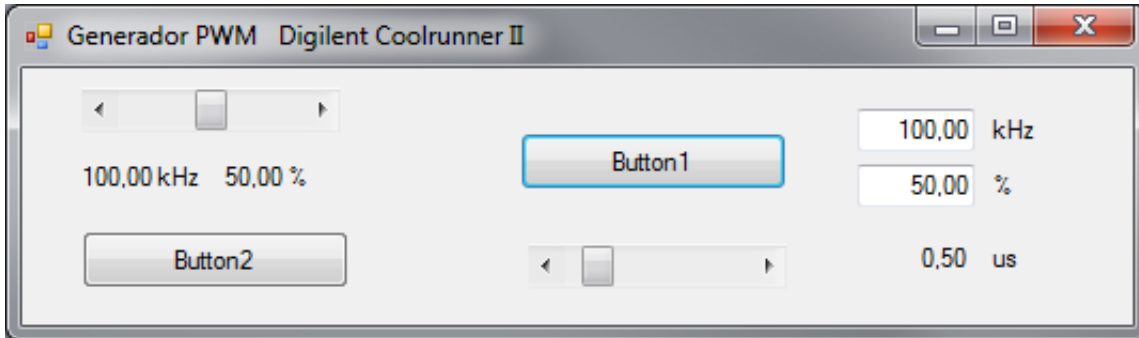 Generador PWM   Digilent Coolrunner II
100,00 kHz
Button1
100,00 kHz   50,00 %
50,00 %
Button2
0,50 us